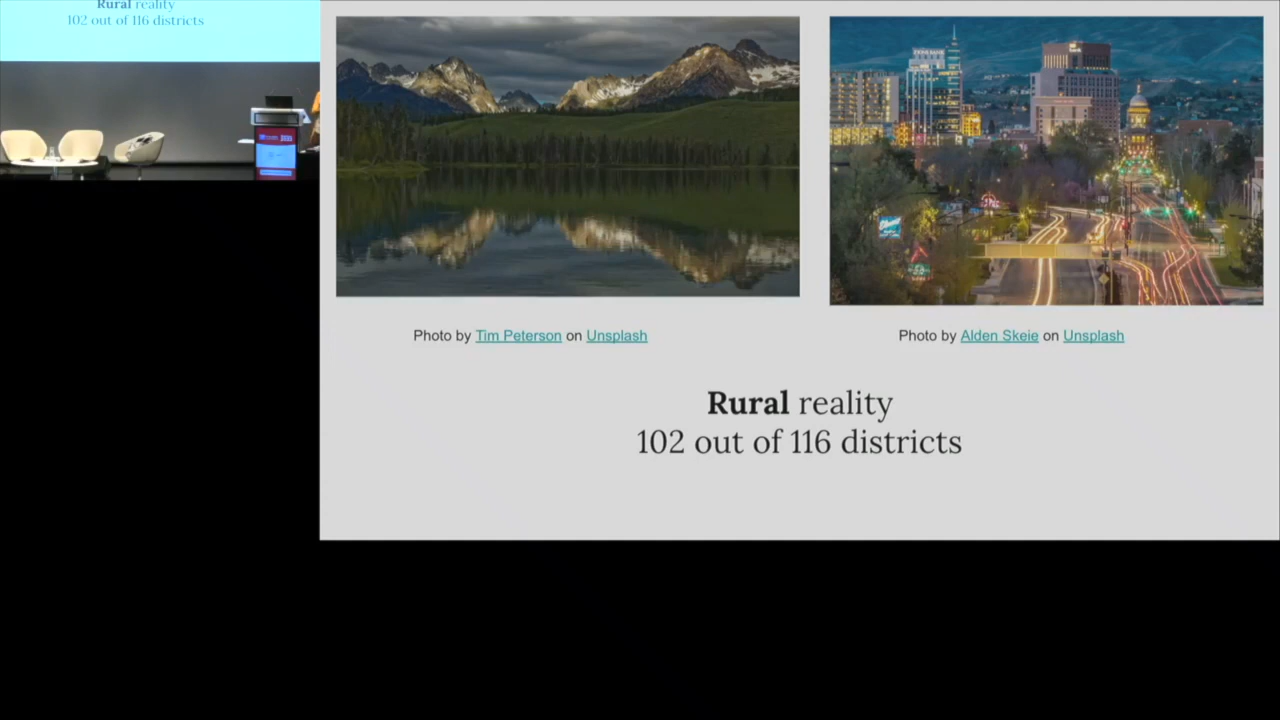 Rural reality
102 out of 116 districts
Photo by Tim Peterson on Unsplash
Photo by Alden Skeie on Unsplash
Rural reality
102 out of 116 districts